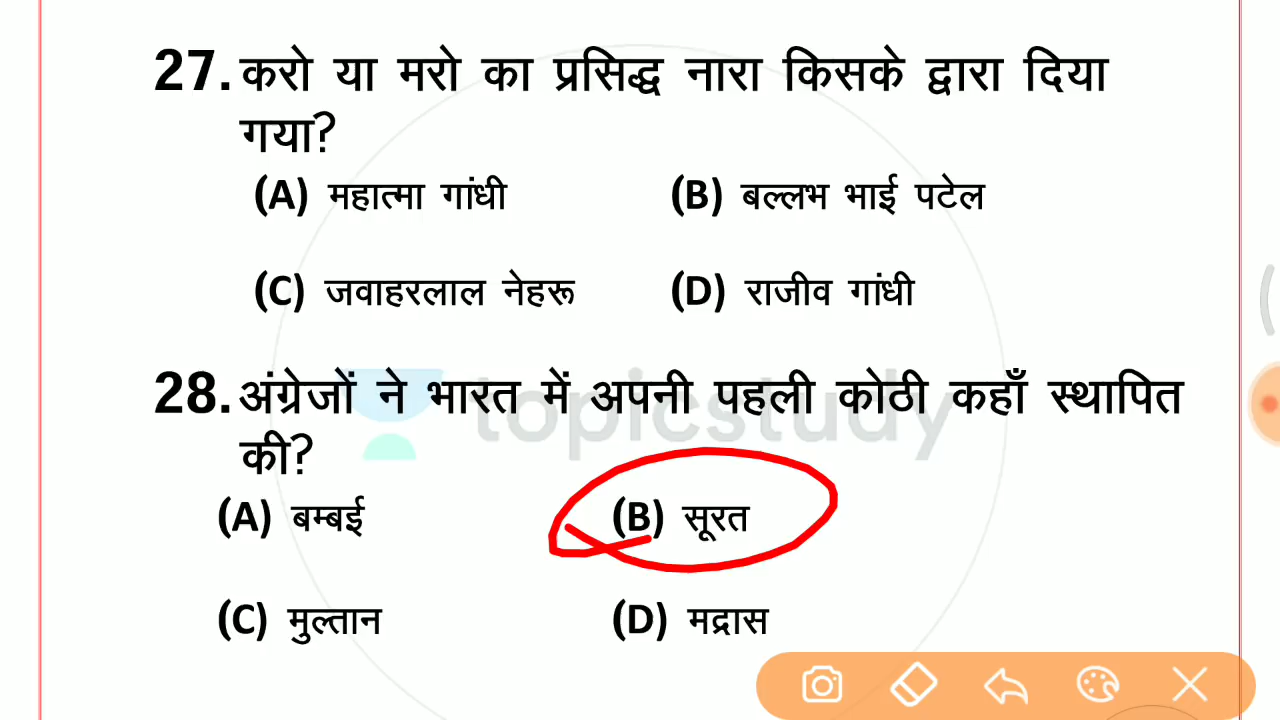 27. करो या मरो का प्रसिद्ध नारा किसके द्वारा दिया
गया?
(A) महात्मा गांधी (B) बल्लभ भाई पटेल
(C) जवाहरलाल नेहरू (D) राजीव गांधी
28. अंग्रेजों ने भारत में अपनी पहली कोठी कहाँ स्थापित
topicstudy
की?
(A) बम्बई (B) सूरत
(C) मुल्तान (D) मद्रास